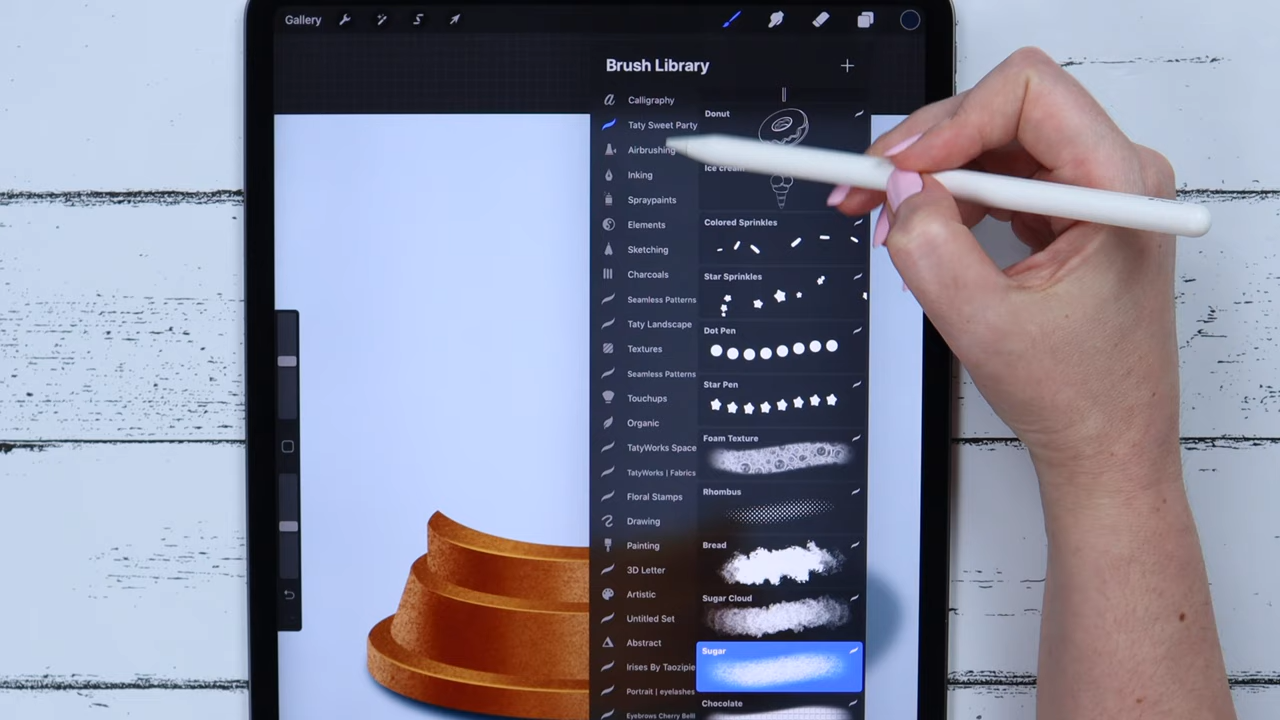 Gallery
Brush Library
Calligraphy
Taty Sweet Party
Airbrushing
Inking
Spraypaints
Elements
Sketching
Charcoals
Seamless Patterns
Taty Landscape
Textures
Seamless Patterns
Touchups
Organic
TatyWorks Space
TatyWorks | Fabrics
Floral Stamps
Drawing
Painting
3D Letter
Artistic
Untitled Set
Abstract
Irises By Taozipie
Portrait | eyelashes
Eyebrows Cherry Belli
Donut
Ice cream
Colored Sprinkles
Star Sprinkles
Dot Pen
Star Pen
Foam Texture
Rhombus
Bread
Sugar Cloud
Sugar
Chocolate